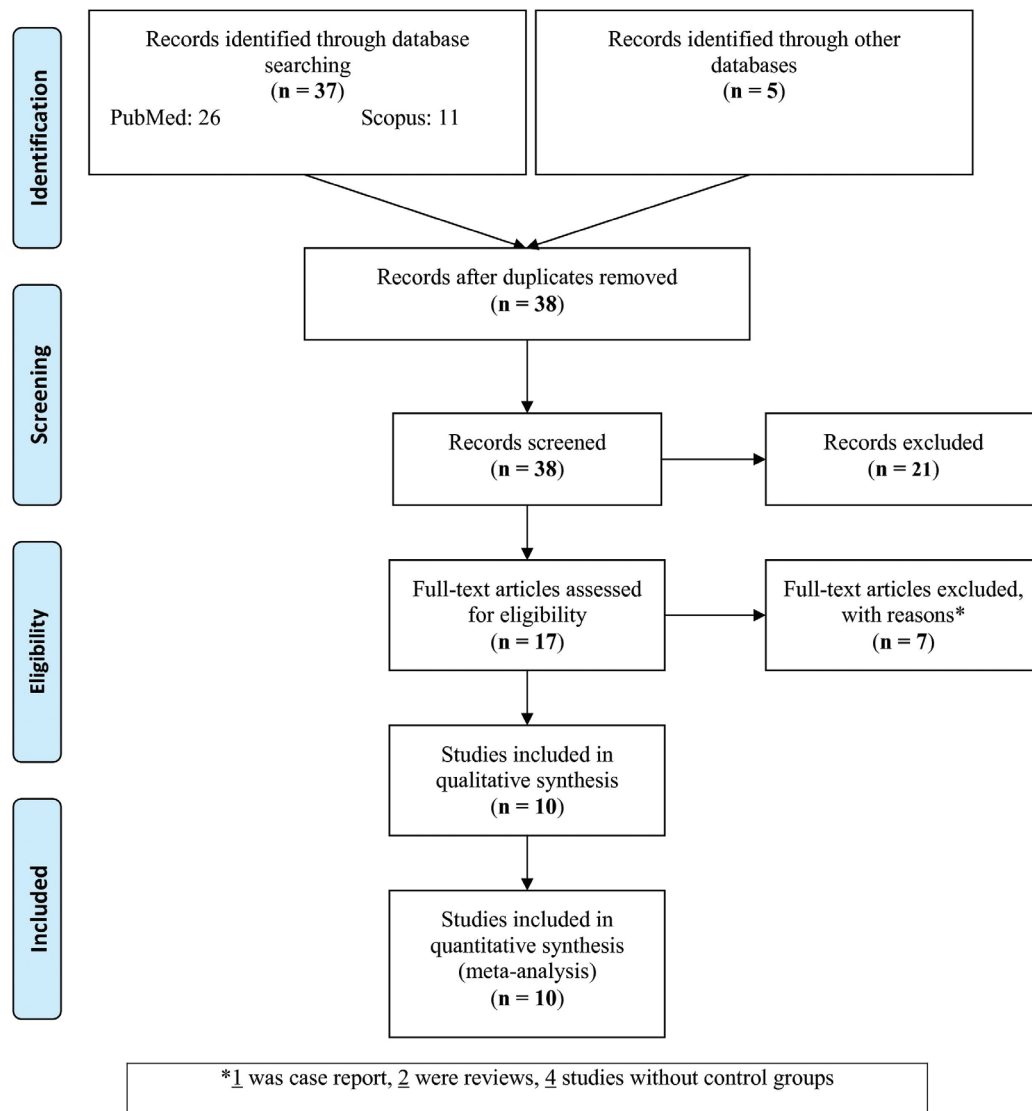 Identification
Records identified through database
searching
(n = 37)
PubMed: 26 Scopus: 11
Records identified through other
databases
(n = 5)
Records after duplicates removed
(n = 38)
Screening
Records screened
(n = 38)
Records excluded
(n = 21)
Eligibility
Full-text articles assessed
for eligibility
(n = 17)
Full-text articles excluded,
with reasons*
(n = 7)
Studies included in
qualitative synthesis
(n = 10)
Included
Studies included in
quantitative synthesis
(meta-analysis)
(n = 10)
*1 was case report, 2 were reviews, 4 studies without control groups